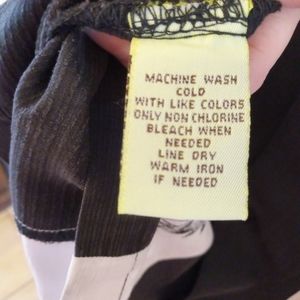 MACHINE WASH
COLD
WITH LIKE COLORS
ONLY NON CHLORINE
BLEACH WHEN
NEEDED
LINE DRY
WARM IRON
IF NEEDED